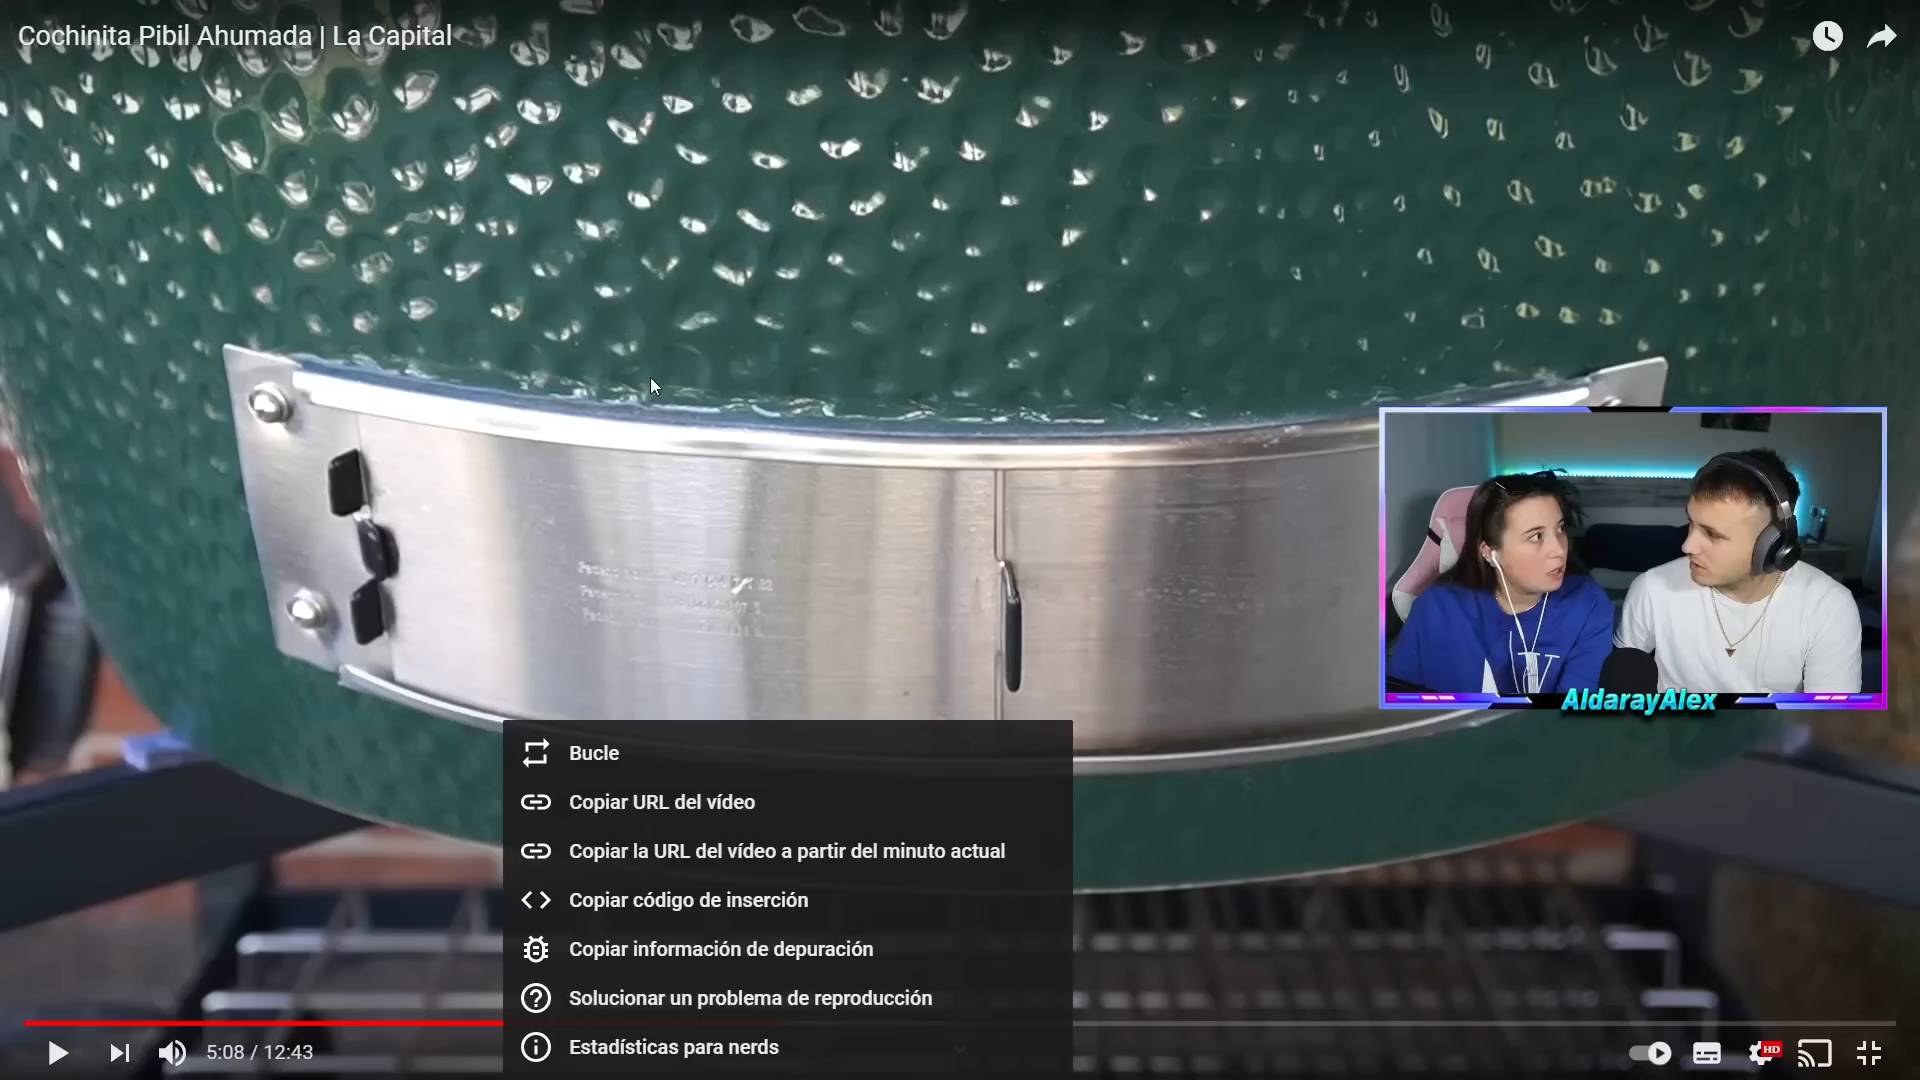 Cochinita Pibil Ahumada | La Capital
AldarayAlex
Bucle
Copiar URL del vídeo
Copiar la URL del vídeo a partir del minuto actual
Copiar código de inserción
Copiar información de depuración
Solucionar un problema de reproducción
Estadísticas para nerds
5:08 / 12:43
HD